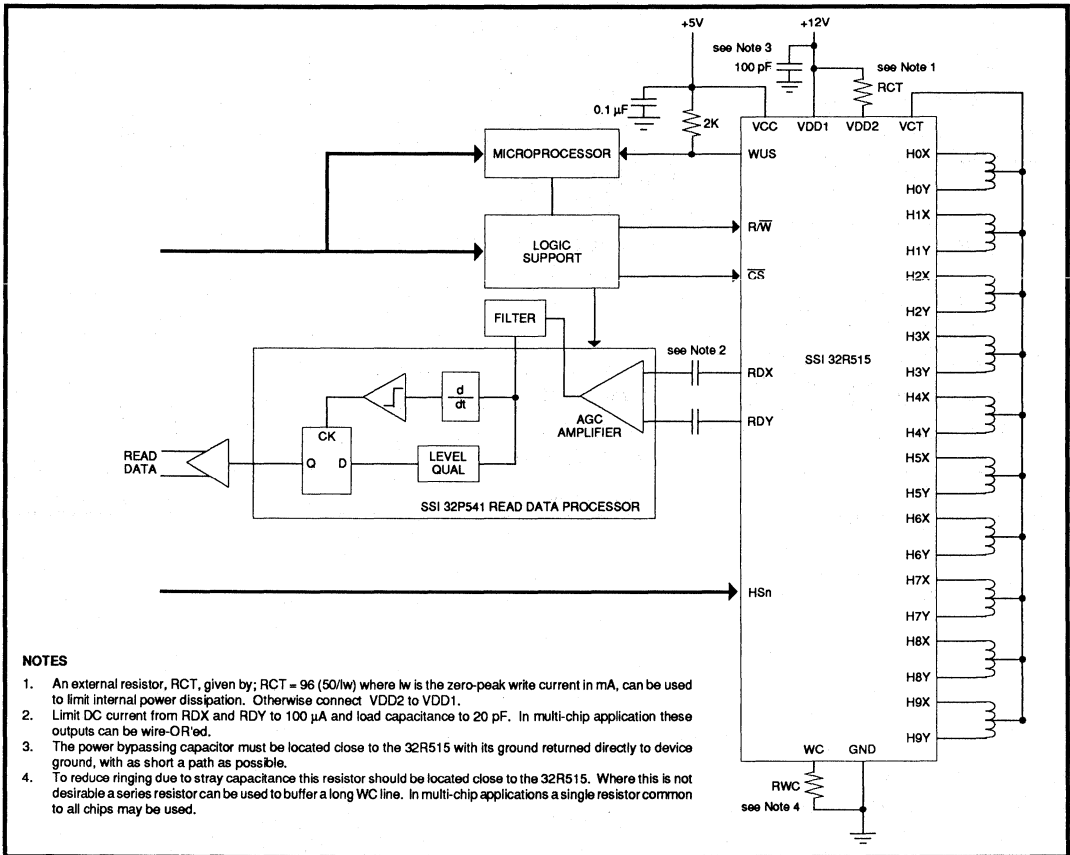 +5V
+12V
see Note 3
100 pF
see Note 1
RCT
0.1 µF
2K
VCC VDD1 VDD2 VCT
MICROPROCESSOR
WUS
LOGIC
SUPPORT
R/W̅
C̅S̅
FILTER
see Note 2
SSI 32R515
RDX
RDY
AGC
AMPLIFIER
d
dt
CK
Q D
LEVEL
QUAL
READ
DATA
SSI 32P541 READ DATA PROCESSOR
HSn
H0X
H0Y
H1X
H1Y
H2X
H2Y
H3X
H3Y
H4X
H4Y
H5X
H5Y
H6X
H6Y
H7X
H7Y
H8X
H8Y
H9X
H9Y
WC GND
RWC
see Note 4
NOTES
1. An external resistor, RCT, given by; RCT = 96 (50/Iw) where Iw is the zero-peak write current in mA, can be used
to limit internal power dissipation. Otherwise connect VDD2 to VDD1.
2. Limit DC current from RDX and RDY to 100 µA and load capacitance to 20 pF. In multi-chip application these
outputs can be wire-OR'ed.
3. The power bypassing capacitor must be located close to the 32R515 with its ground returned directly to device
ground, with as short a path as possible.
4. To reduce ringing due to stray capacitance this resistor should be located close to the 32R515. Where this is not
desirable a series resistor can be used to buffer a long WC line. In multi-chip applications a single resistor common
to all chips may be used.